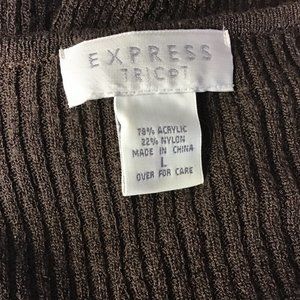 EXPRESS
TRICOT
78% ACRYLIC
22% NYLON
MADE IN CHINA
L
OVER FOR CARE